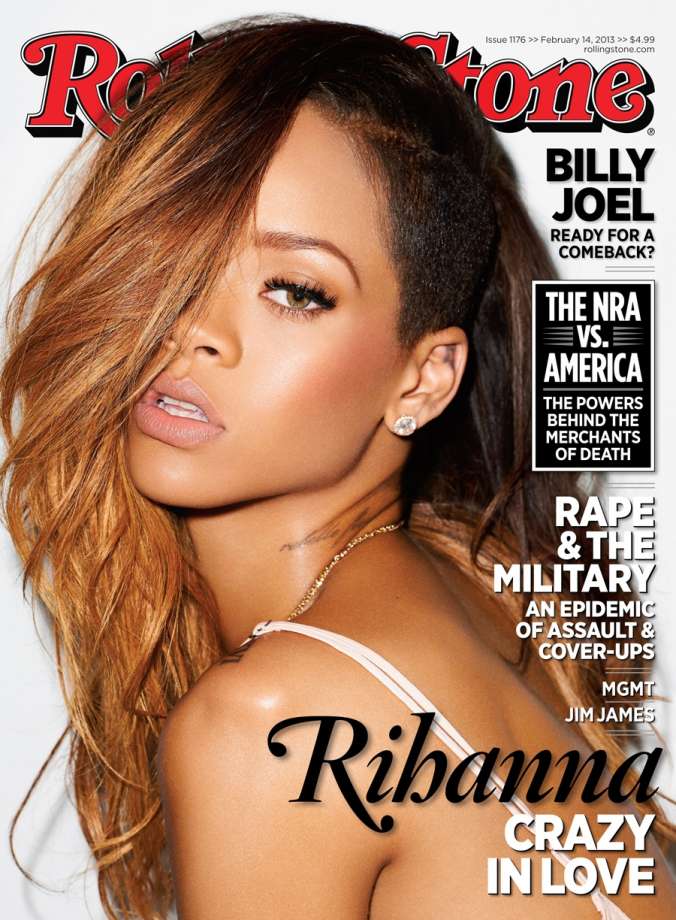 Issue 1176 >> February 14, 2013 >> $4.99
rollingstone.com
Rolling Stone
®
BILLY
JOEL
READY FOR A
COMEBACK?
THE NRA
VS.
AMERICA
THE POWERS
BEHIND THE
MERCHANTS
OF DEATH
RAPE
& THE
MILITARY
AN EPIDEMIC
OF ASSAULT &
COVER-UPS
MGMT
JIM JAMES
Rihanna
CRAZY
IN LOVE